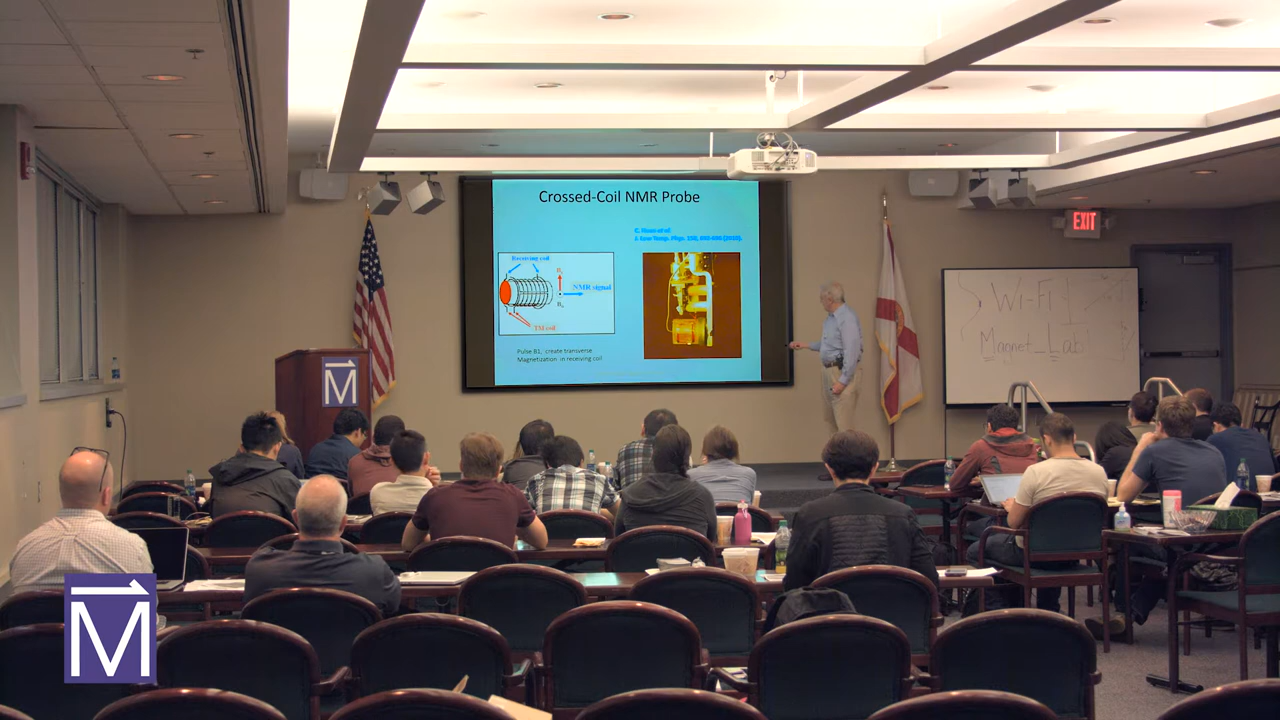 Crossed-Coil NMR Probe
Receiving coil
NMR signal
TM coil
Pulse B1, create transverse
Magnetization in receiving coil
EXIT
Wi-Fi
Magnet_Lab
M
M